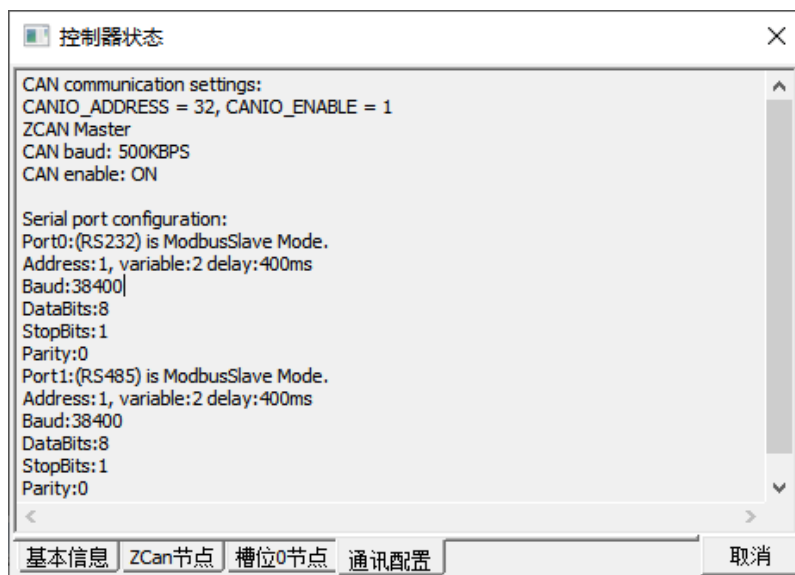 控制器状态
CAN communication settings:
CANIO_ADDRESS = 32, CANIO_ENABLE = 1
ZCAN Master
CAN baud: 500KBPS
CAN enable: ON
Serial port configuration:
Port0:(RS232) is ModbusSlave Mode.
Address:1, variable:2 delay:400ms
Baud:38400
DataBits:8
StopBits:1
Parity:0
Port1:(RS485) is ModbusSlave Mode.
Address:1, variable:2 delay:400ms
Baud:38400
DataBits:8
StopBits:1
Parity:0
基本信息 ZCan节点 槽位0节点 通讯配置 取消